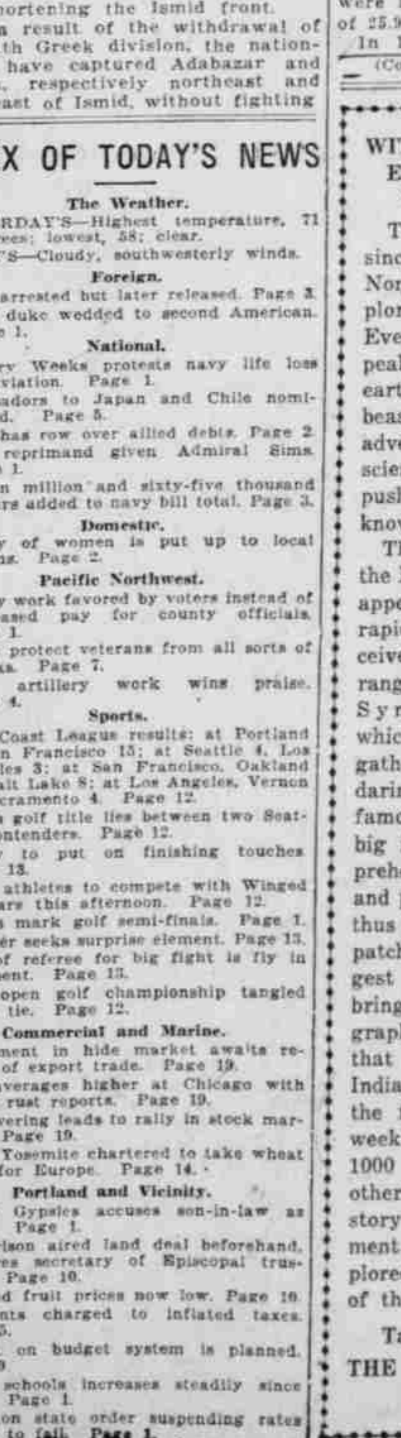 ortening the Ismid front.
a result of the withdrawal of
th Greek division, the nation-
have captured Adabazar and
, respectively northeast and
east of Ismid, without fighting
X OF TODAY'S NEWS
The Weather.
RDAY'S—Highest temperature, 71
rees; lowest, 58; clear.
'S—Cloudy, southwesterly winds.
Foreign.
arrested but later released. Page 3.
duke wedded to second American.
e 1.
National.
ry Weeks protests navy life loss
viation. Page 1.
adors to Japan and Chile nomi-
d. Page 5.
has row over allied debts. Page 2.
reprimand given Admiral Sims.
1.
n million and sixty-five thousand
rs added to navy bill total. Page 3.
Domestic.
y of women is put up to local
ns. Page 2.
Pacific Northwest.
y work favored by voters instead of
ased pay for county officials.
1.
protect veterans from all sorts of
ks. Page 7.
artillery work wins praise.
4.
Sports.
Coast League results: at Portland
n Francisco 15; at Seattle 4, Los
les 3; at San Francisco, Oakland
alt Lake 8; at Los Angeles, Vernon
cramento 4. Page 12.
golf title lies between two Seat-
ontenders. Page 12.
y to put on finishing touches
13.
athletes to compete with Winged
ars this afternoon. Page 12.
s mark golf semi-finals. Page 1.
er seeks surprise element. Page 13.
of referee for big fight is fly in
ent. Page 13.
open golf championship tangled
tie. Page 12.
Commercial and Marine.
ment in hide market awaits re-
of export trade. Page 19.
averages higher at Chicago with
rust reports. Page 19.
vering leads to rally in stock mar-
Page 19.
Yosemite chartered to take wheat
for Europe. Page 14.
Portland and Vicinity.
Gypsies accuses son-in-law as
Page 1.
rison aired land deal beforehand,
res secretary of Episcopal trus-
Page 10.
d fruit prices now low. Page 10.
nts charged to inflated taxes.
5.
on budget system is planned.
9
schools increases steadily since
Page 1.
on state order suspending rates
to fail. Page 1.
were
of 25.9
In
(Co
WIT
E
T
sinc
Nor
plor
Eve
peal
eart
beas
adve
scie
push
know
Th
the
appe
rapi
ceive
rang
Syr
which
gath
darin
famo
big
preh
and
thus
patch
gest
bring
grap
that
India
the
week
1000
other
story
ment
plore
of th
Ta
THE